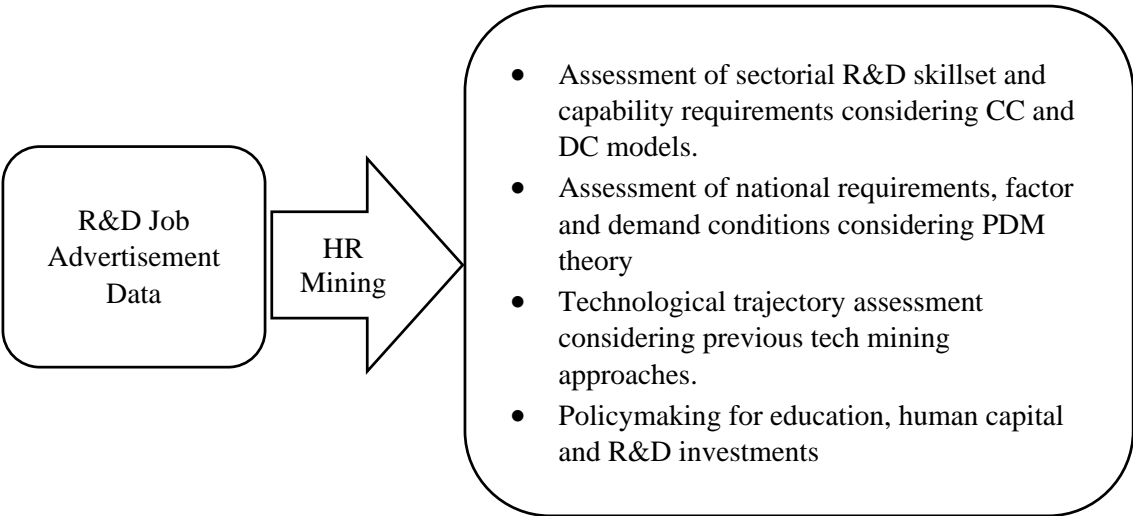 R&D Job
Advertisement
Data
HR
Mining
• Assessment of sectorial R&D skillset and
capability requirements considering CC and
DC models.
• Assessment of national requirements, factor
and demand conditions considering PDM
theory
• Technological trajectory assessment
considering previous tech mining
approaches.
• Policymaking for education, human capital
and R&D investments